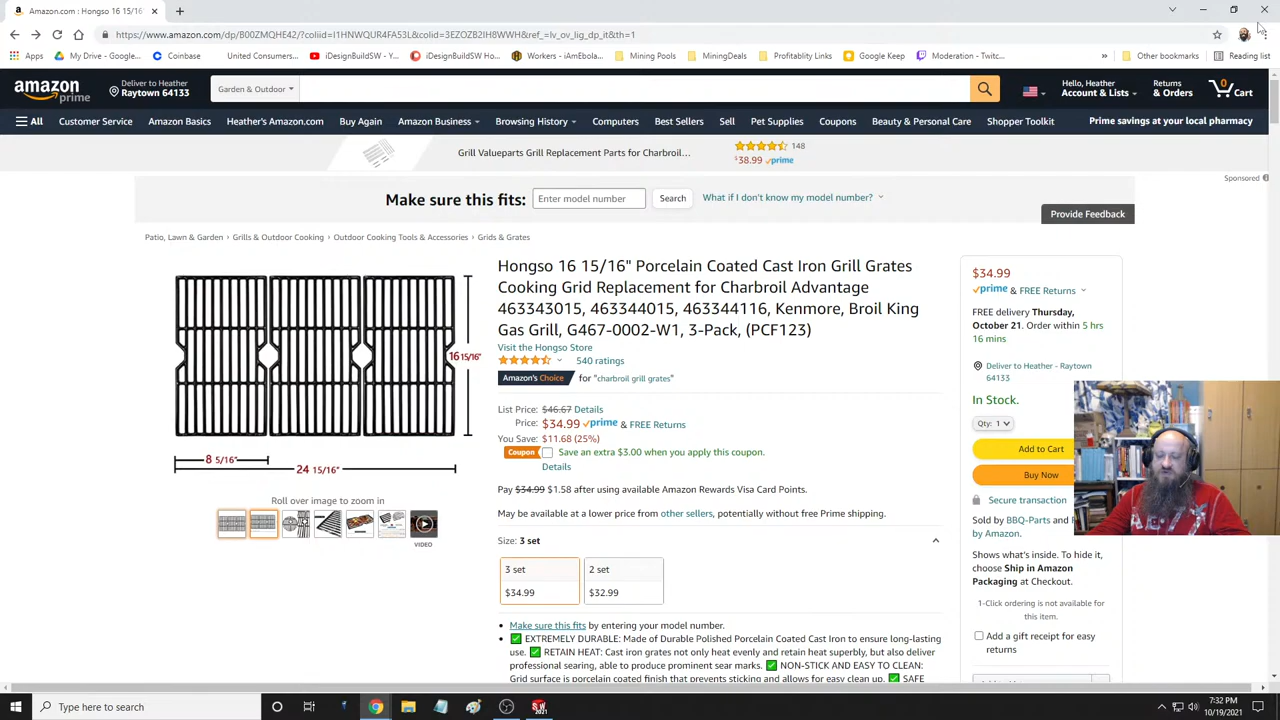 Amazon.com : Hongso 16 15/16"
https://www.amazon.com/dp/B00ZMQHE42/?coliid=I1HNWQUR4FA53L&colid=3EZOZB2IH8WWH&ref_=lv_ov_lig_dp_it&th=1
Apps
My Drive - Google...
Coinbase
United Consumers...
iDesignBuildSW -Y...
iDesignBuildSW Ho...
Workers - iAmEbola...
Mining Pools
MiningDeals
Profitablity Links
Google Keep
Moderation - Twitc...
»
Other bookmarks
Reading list
amazon
prime
Deliver to Heather
Raytown 64133
Garden & Outdoor
Hello, Heather
Account & Lists
Returns
& Orders
0
Cart
All
Customer Service
Amazon Basics
Heather's Amazon.com
Buy Again
Amazon Business
Browsing History
Computers
Best Sellers
Sell
Pet Supplies
Coupons
Beauty & Personal Care
Shopper Toolkit
Prime savings at your local pharmacy
Grill Valueparts Grill Replacement Parts for Charbroil...
148
$38.99 prime
Sponsored
Make sure this fits:
Enter model number
Search
What if I don't know my model number?
Provide Feedback
Patio, Lawn & Garden › Grills & Outdoor Cooking › Outdoor Cooking Tools & Accessories › Grids & Grates
16 15/16"
8 5/16"
24 15/16"
Roll over image to zoom in
VIDEO
Hongso 16 15/16" Porcelain Coated Cast Iron Grill Grates
Cooking Grid Replacement for Charbroil Advantage
463343015, 463344015, 463344116, Kenmore, Broil King
Gas Grill, G467-0002-W1, 3-Pack, (PCF123)
Visit the Hongso Store
540 ratings
Amazon's Choice for "charbroil grill grates"
List Price: $46.67 Details
Price: $34.99 prime & FREE Returns
You Save: $11.68 (25%)
Coupon Save an extra $3.00 when you apply this coupon.
Details
Pay $34.99 $1.58 after using available Amazon Rewards Visa Card Points.
May be available at a lower price from other sellers, potentially without free Prime shipping.
Size: 3 set
3 set
$34.99
2 set
$32.99
• Make sure this fits by entering your model number.
• ✅ EXTREMELY DURABLE: Made of Durable Polished Porcelain Coated Cast Iron to ensure long-lasting
use. ✅ RETAIN HEAT: Cast iron grates not only heat evenly and retain heat superbly, but also deliver
professional searing, able to produce prominent sear marks. ✅ NON-STICK AND EASY TO CLEAN:
Grid surface is porcelain coated finish that prevents sticking and allows for easy clean up. ✅ SAFE
$34.99
prime & FREE Returns
FREE delivery Thursday,
October 21. Order within 5 hrs
16 mins
Deliver to Heather - Raytown
64133
In Stock.
Qty: 1
Add to Cart
Buy Now
Secure transaction
Sold by BBQ-Parts and
by Amazon.
Shows what's inside. To hide it,
choose Ship in Amazon
Packaging at Checkout.
1-Click ordering is not available for
this item.
Add a gift receipt for easy
returns
Type here to search
7:32 PM
10/19/2021